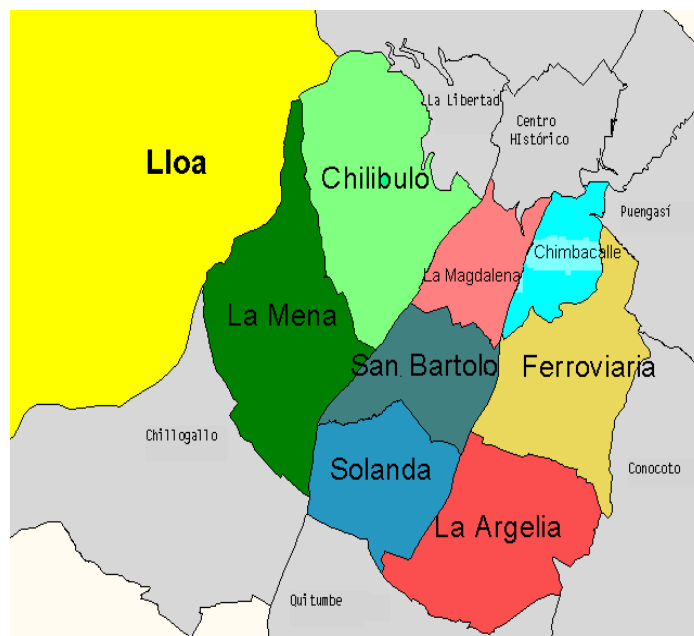 La Libertad
Centro
HIstórico
Lloa
Chilibulo
Puengasí
Chimbacalle
La Magdalena
La Mena
San Bartolo
Ferroviaria
Chillogallo
Solanda
Conocoto
La Argelia
Quitumbe